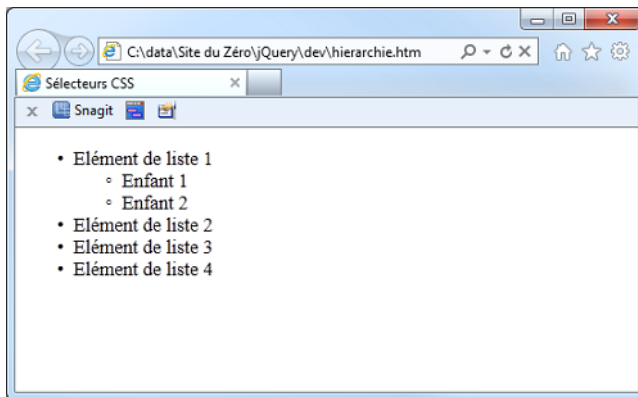 C:\data\Site du Zéro\jQuery\dev\hierarchie.htm
Sélecteurs CSS
Snagit
• Elément de liste 1
◦ Enfant 1
◦ Enfant 2
• Elément de liste 2
• Elément de liste 3
• Elément de liste 4